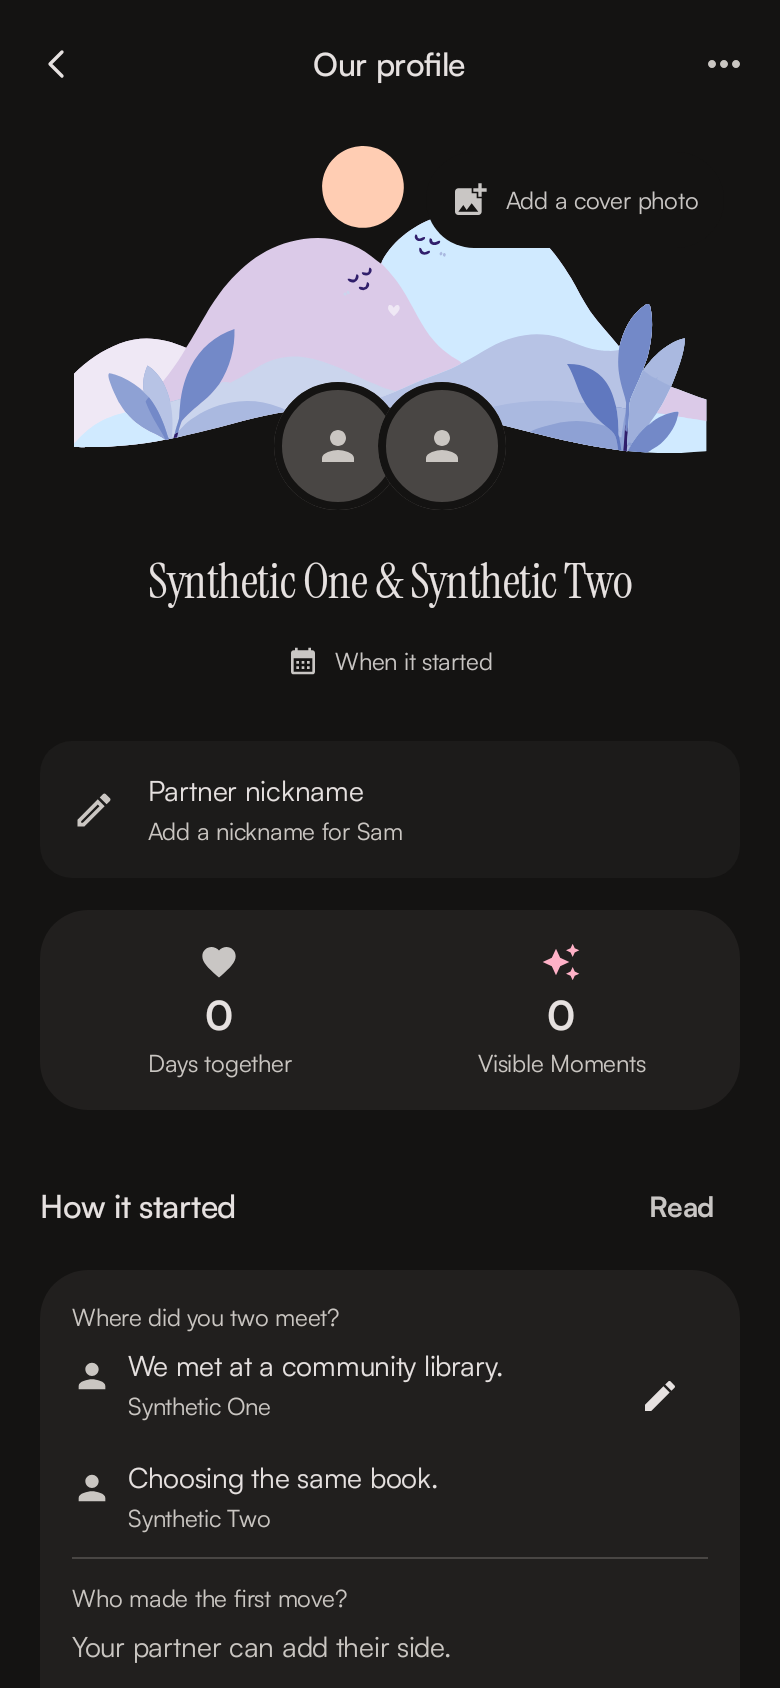 Our profile
Add a cover photo
Synthetic One & Synthetic Two
When it started
Partner nickname
Add a nickname for Sam
0
Days together
0
Visible Moments
How it started
Read
Where did you two meet?
We met at a community library.
Synthetic One
Choosing the same book.
Synthetic Two
Who made the first move?
Your partner can add their side.